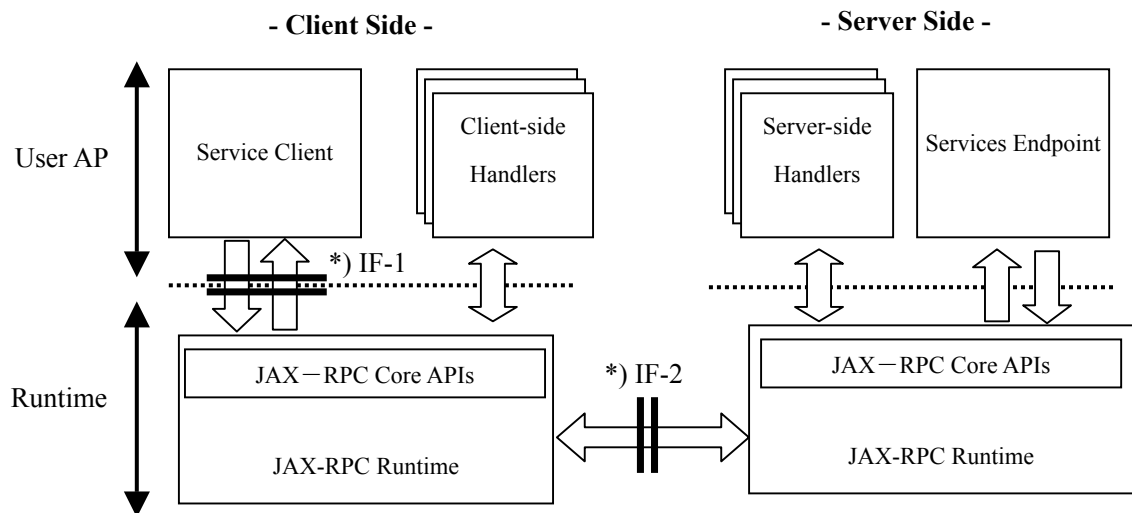 - Client Side -
- Server Side -
User AP
Service Client
Client-side
Handlers
Server-side
Handlers
Services Endpoint
*) IF-1
Runtime
JAX－RPC Core APIs
JAX-RPC Runtime
*) IF-2
JAX－RPC Core APIs
JAX-RPC Runtime